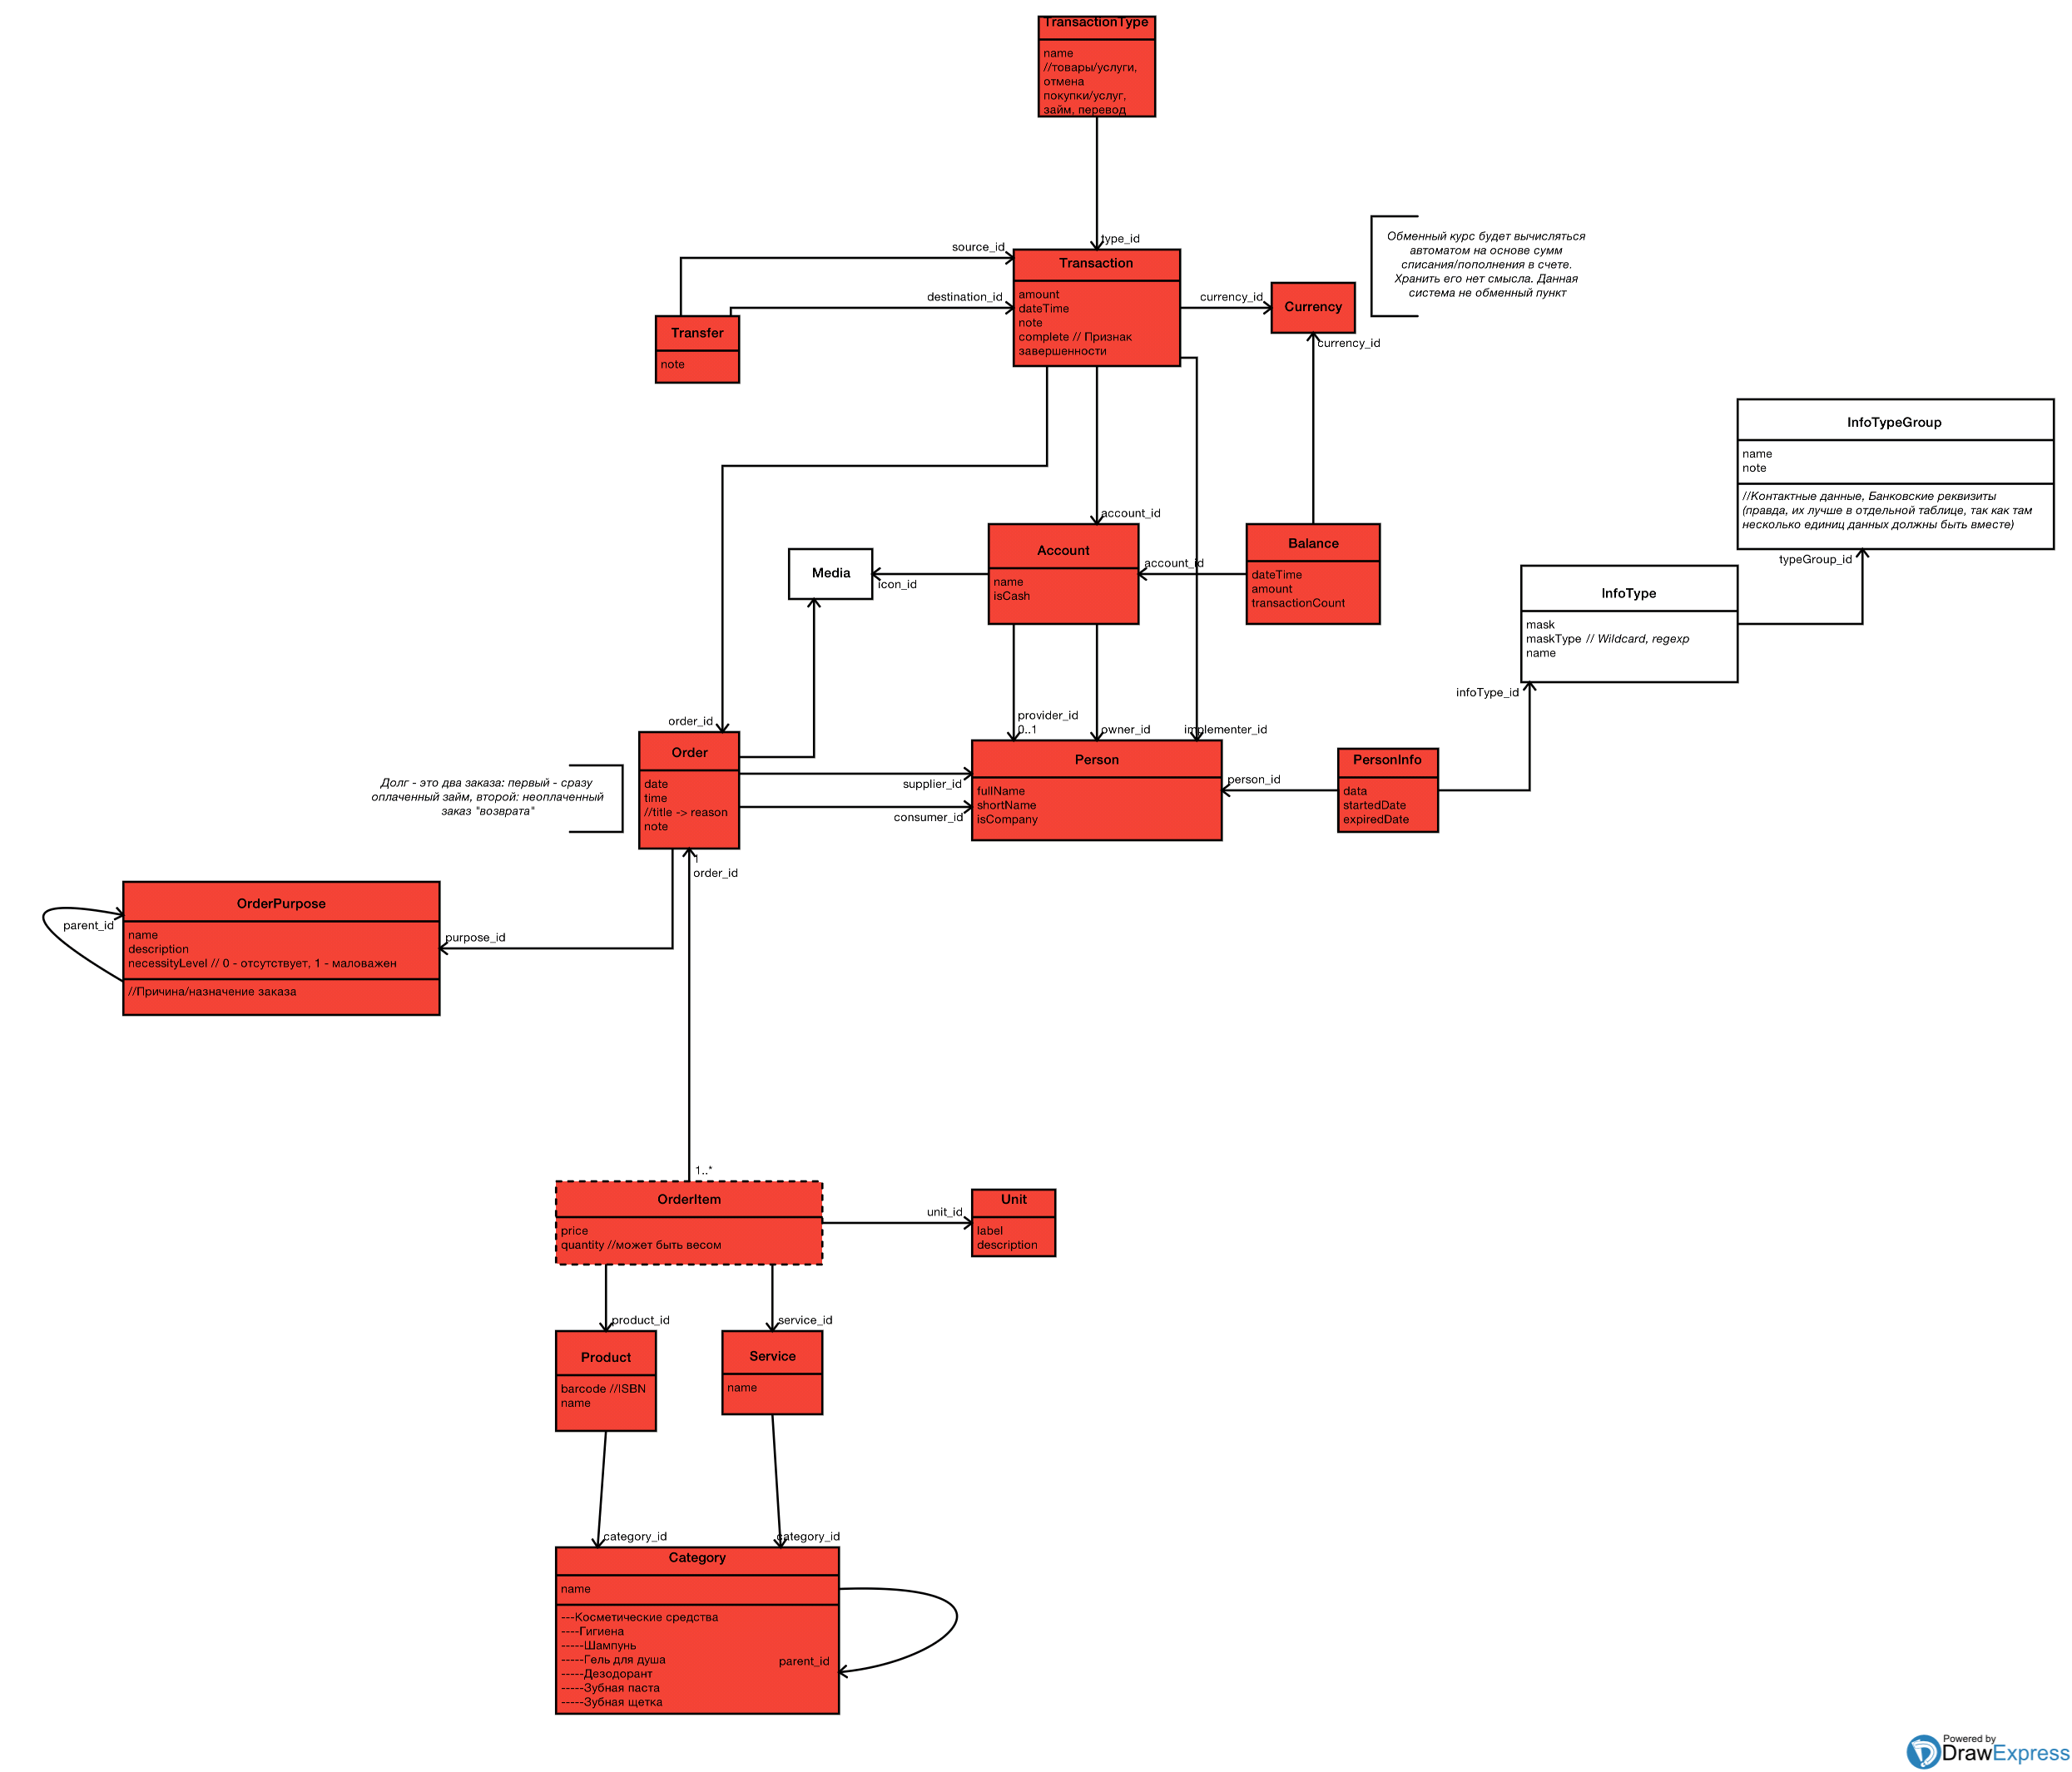 TransactionType
name
//товары/услуги,
отмена
покупки/услуг,
займ, перевод
type_id
source_id
destination_id
Transaction
amount
dateTime
note
complete // Признак
завершенности
currency_id
Currency
currency_id
Обменный курс будет вычисляться
автоматом на основе сумм
списания/пополнения в счете.
Хранить его нет смысла. Данная
система не обменный пункт
Transfer
note
InfoTypeGroup
name
note
//Контактные данные, Банковские реквизиты
(правда, их лучше в отдельной таблице, так как там
несколько единиц данных должны быть вместе)
typeGroup_id
account_id
Account
name
isCash
account_id
Balance
dateTime
amount
transactionCount
Media
icon_id
InfoType
mask
maskType // Wildcard, regexp
name
infoType_id
order_id
provider_id
0..1
owner_id
implementer_id
Order
date
time
//title -> reason
note
Долг - это два заказа: первый - сразу
оплаченный займ, второй: неоплаченный
заказ "возврата"
supplier_id
consumer_id
Person
fullName
shortName
isCompany
person_id
PersonInfo
data
startedDate
expiredDate
1
order_id
OrderPurpose
name
description
necessityLevel // 0 - отсутствует, 1 - маловажен
//Причина/назначение заказа
parent_id
purpose_id
1..*
OrderItem
price
quantity //может быть весом
unit_id
Unit
label
description
product_id
service_id
Product
barcode //ISBN
name
Service
name
category_id
category_id
Category
name
---Косметические средства
----Гигиена
-----Шампунь
-----Гель для душа
-----Дезодорант
-----Зубная паста
-----Зубная щетка
parent_id
Powered by
DrawExpress